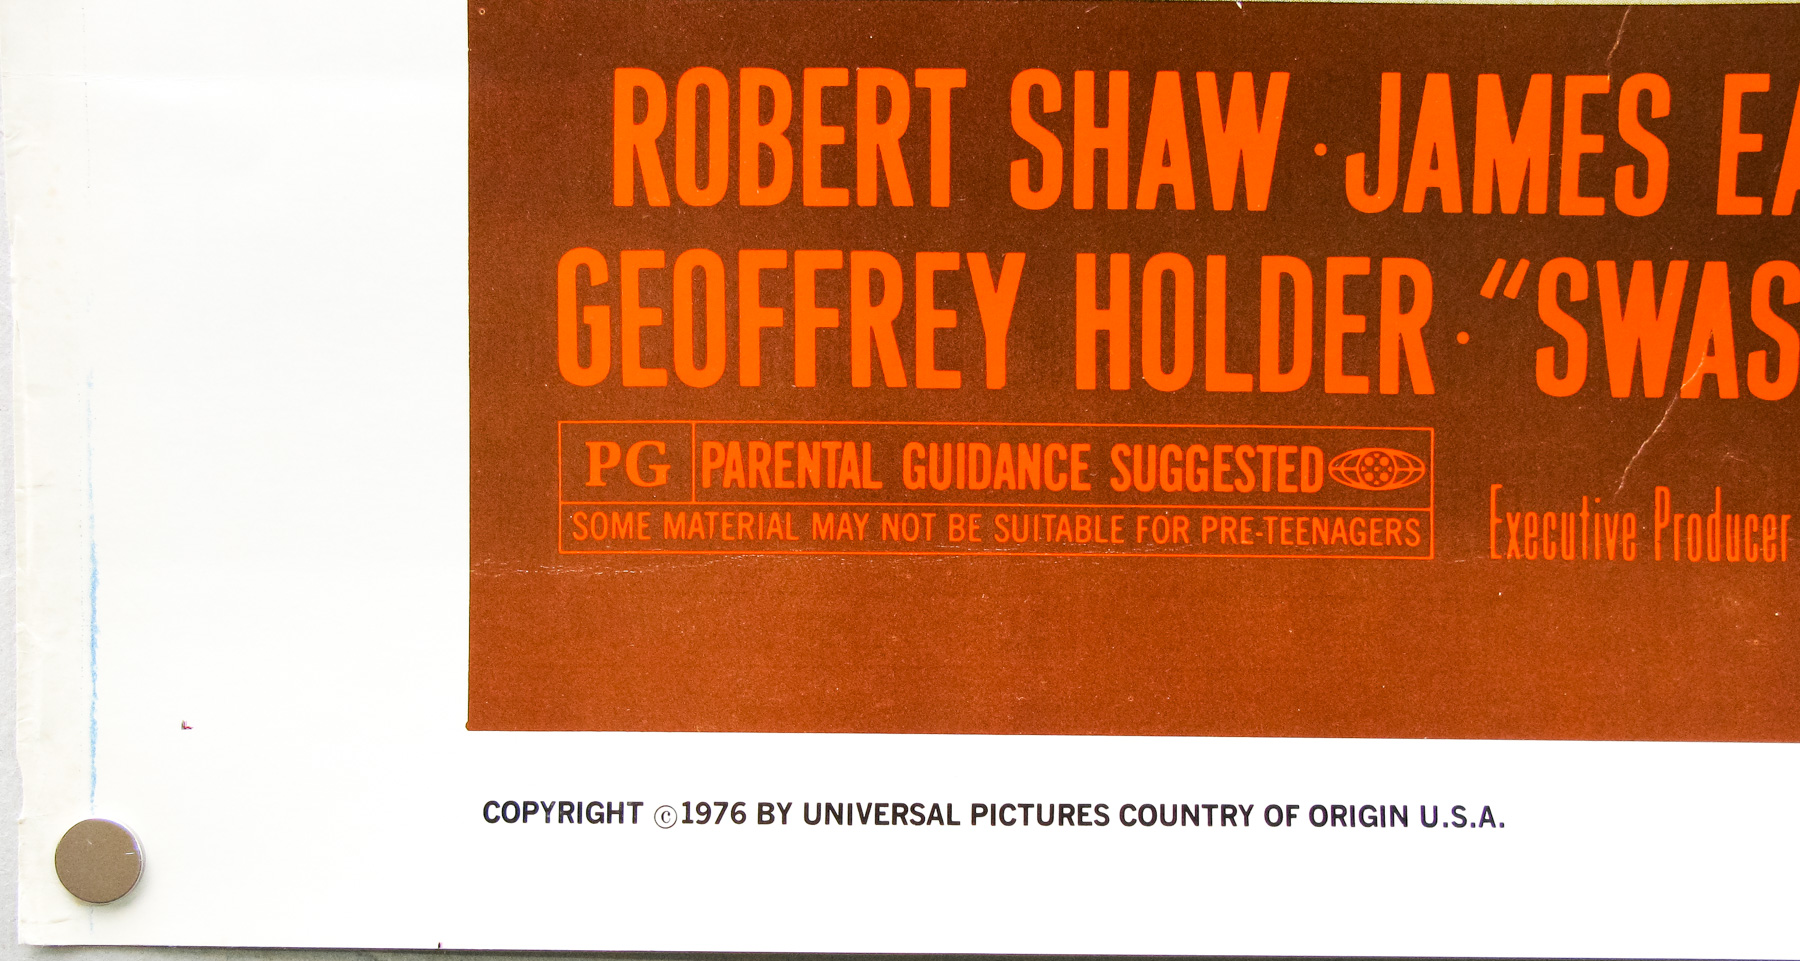 ROBERT SHAW · JAMES EA
GEOFFREY HOLDER · “SWAS
PG PARENTAL GUIDANCE SUGGESTED
SOME MATERIAL MAY NOT BE SUITABLE FOR PRE-TEENAGERS
Executive Producer
COPYRIGHT ©1976 BY UNIVERSAL PICTURES COUNTRY OF ORIGIN U.S.A.